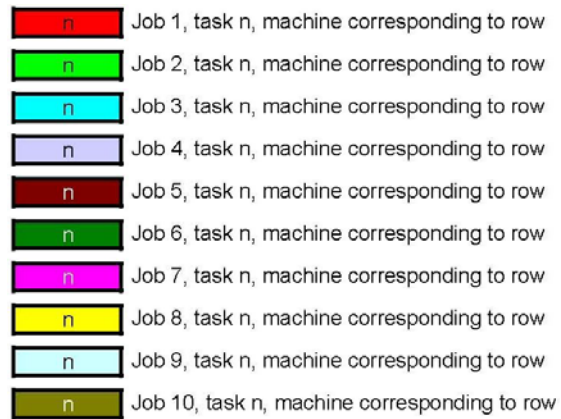 n Job 1, task n, machine corresponding to row
n Job 2, task n, machine corresponding to row
n Job 3, task n, machine corresponding to row
n Job 4, task n, machine corresponding to row
n Job 5, task n, machine corresponding to row
n Job 6, task n, machine corresponding to row
n Job 7, task n, machine corresponding to row
n Job 8, task n, machine corresponding to row
n Job 9, task n, machine corresponding to row
n Job 10, task n, machine corresponding to row